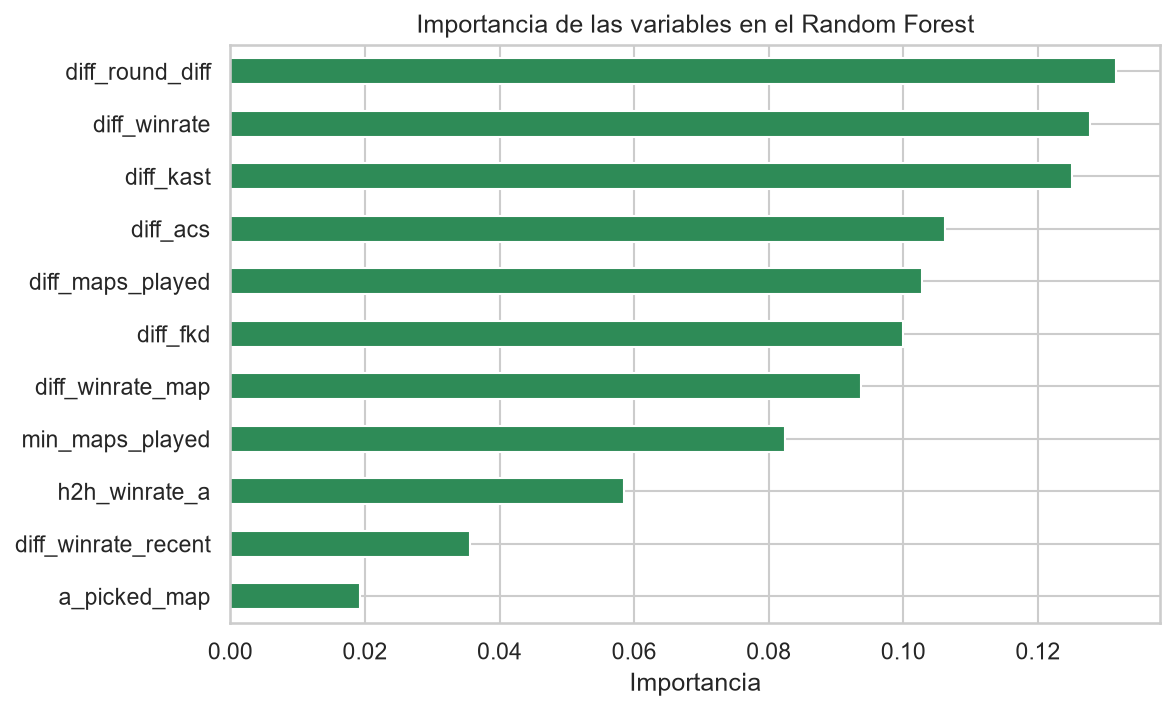 Importancia de las variables en el Random Forest
diff_round_diff
diff_winrate
diff_kast
diff_acs
diff_maps_played
diff_fkd
diff_winrate_map
min_maps_played
h2h_winrate_a
diff_winrate_recent
a_picked_map
0.00 0.02 0.04 0.06 0.08 0.10 0.12
Importancia